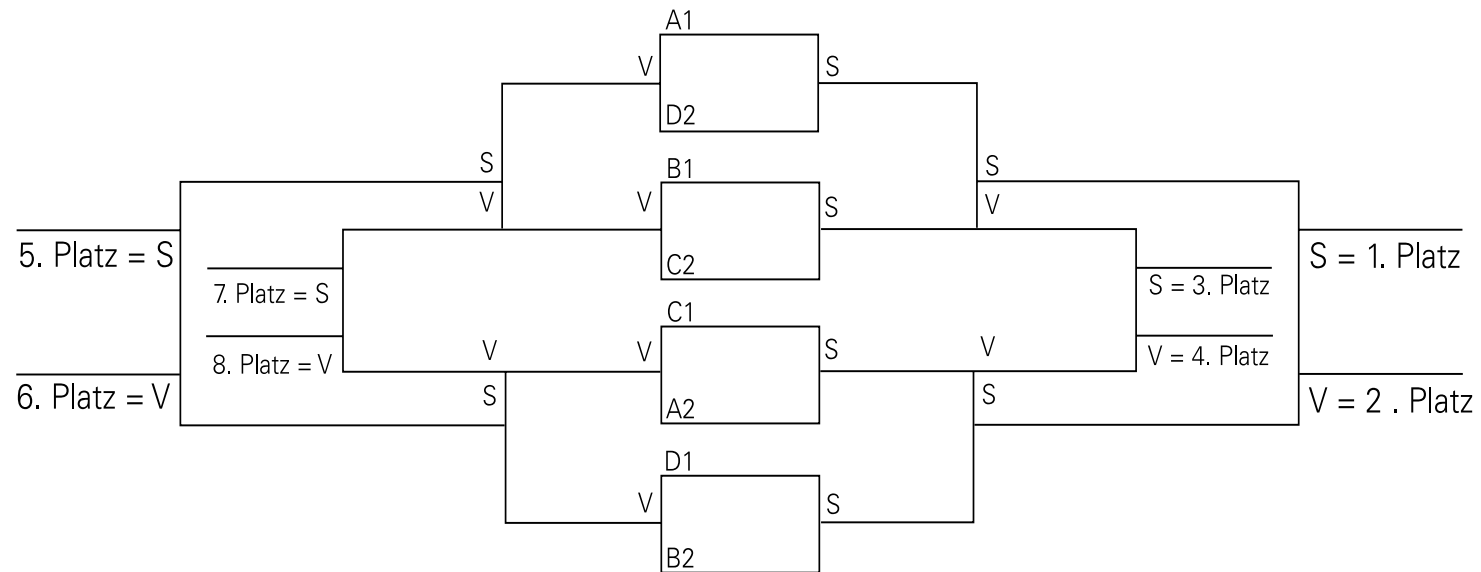 A1
V S
D2
S S
B1
V V V
S
5. Platz = S
C2
S = 1. Platz
7. Platz = S
S = 3. Platz
C1
V V S V
8. Platz = V
V = 4. Platz
6. Platz = V
S
A2
S
V = 2 . Platz
D1
V S
B2